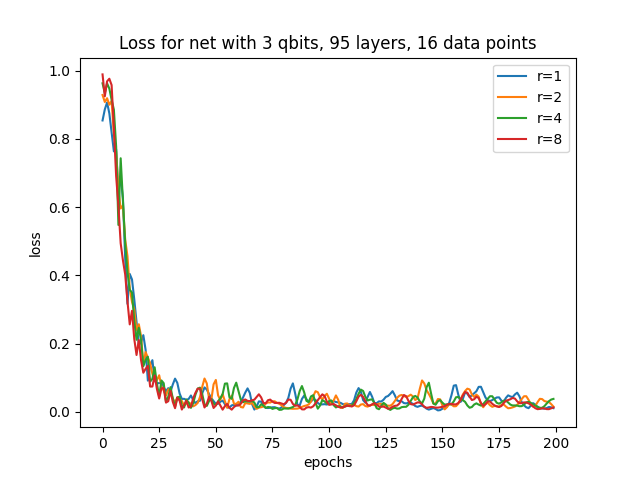 Loss for net with 3 qbits, 95 layers, 16 data points
r=1
r=2
r=4
r=8
1.0
0.8
0.6
0.4
0.2
0.0
loss
0 25 50 75 100 125 150 175 200
epochs